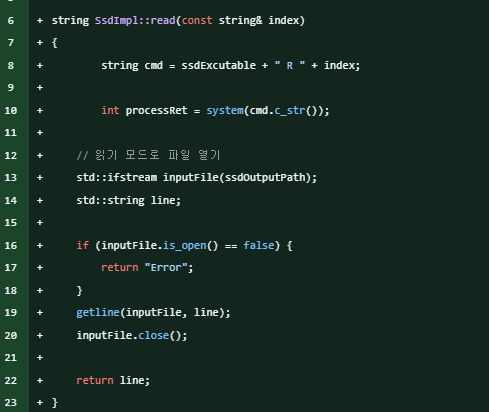 6 + string SsdImpl::read(const string& index)
7 + {
8 +         string cmd = ssdExcutable + " R " + index;
9 +
10 +         int processRet = system(cmd.c_str());
11 +
12 +     // 읽기 모드로 파일 열기
13 +     std::ifstream inputFile(ssdOutputPath);
14 +     std::string line;
15 +
16 +     if (inputFile.is_open() == false) {
17 +         return "Error";
18 +     }
19 +     getline(inputFile, line);
20 +     inputFile.close();
21 +
22 +     return line;
23 + }